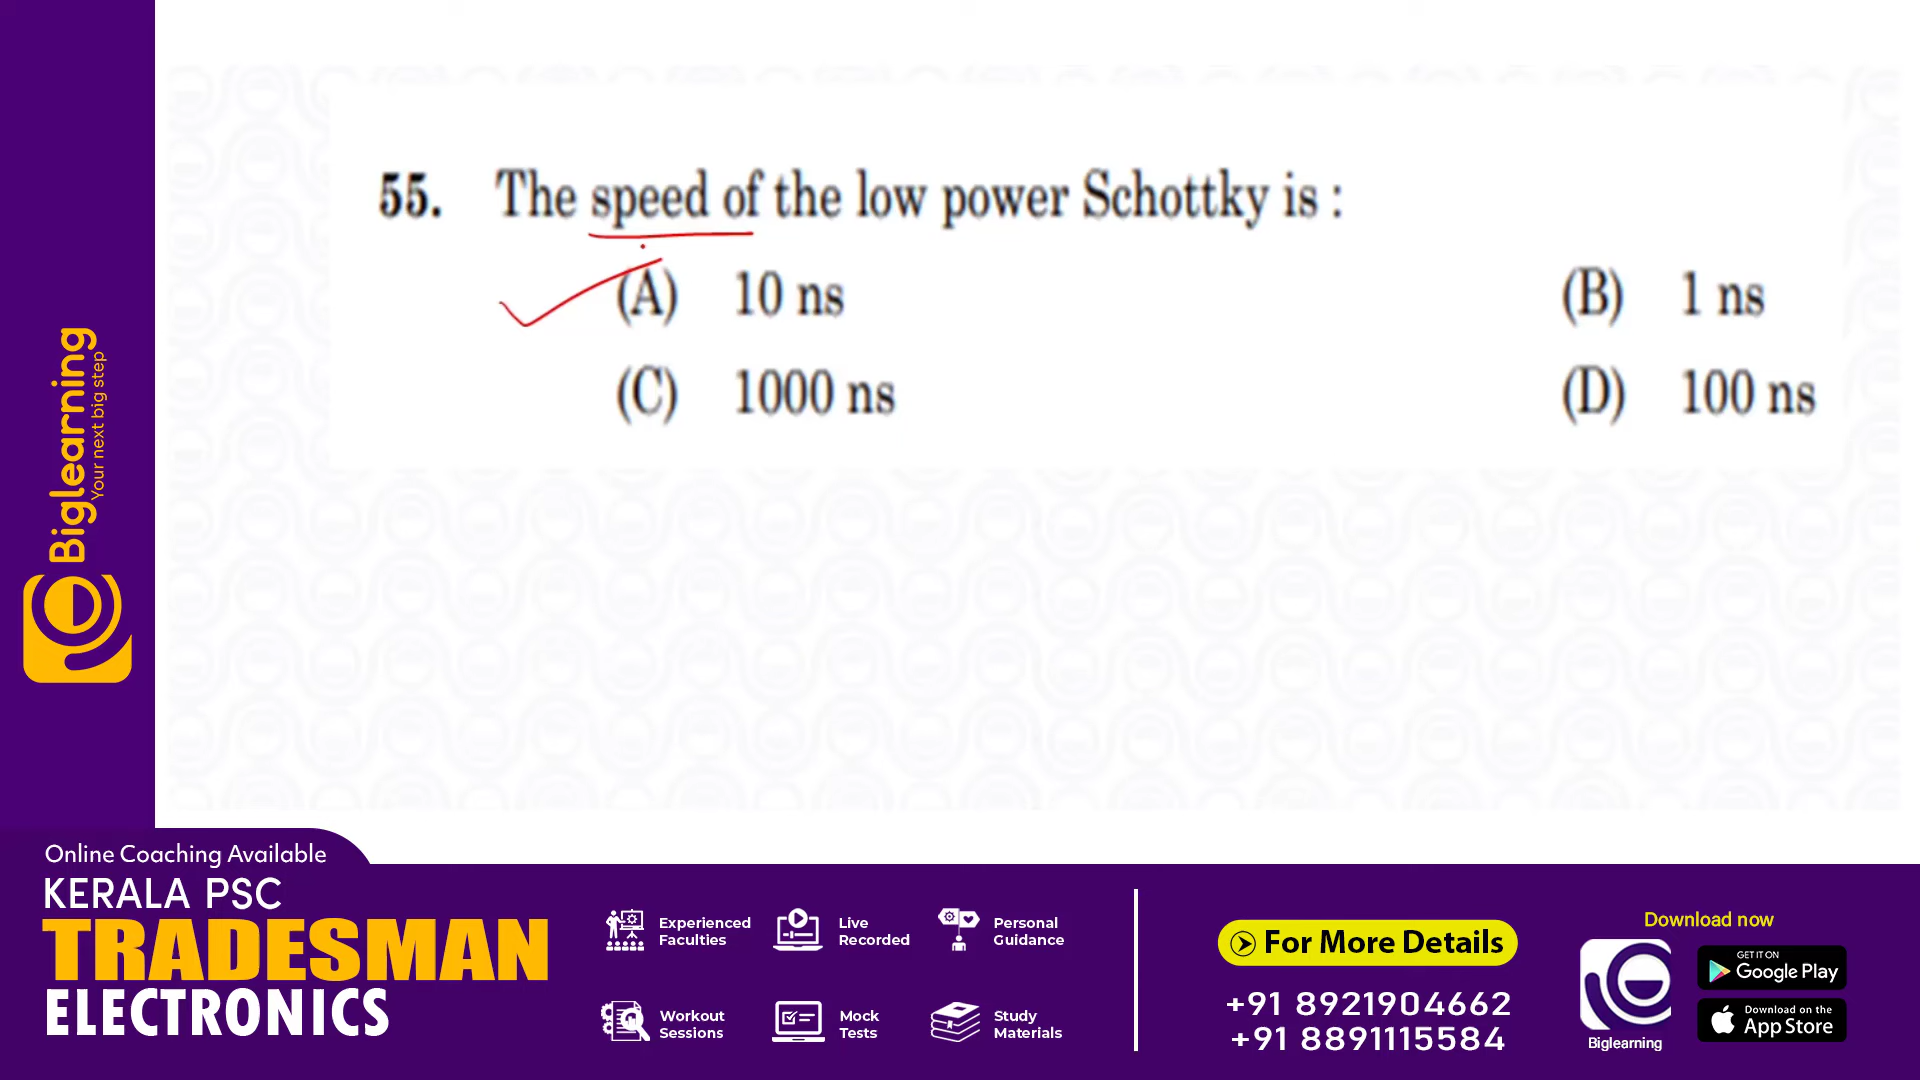 55. The speed of the low power Schottky is :
(A) 10 ns (B) 1 ns
(C) 1000 ns (D) 100 ns
Biglearning
Your next big step
Online Coaching Available
KERALA PSC
TRADESMAN
ELECTRONICS
Experienced Faculties
Live Recorded
Personal Guidance
Workout Sessions
Mock Tests
Study Materials
For More Details
+91 8921904662
+91 8891115584
Download now
Biglearning
GET IT ON
Google Play
Download on the
App Store